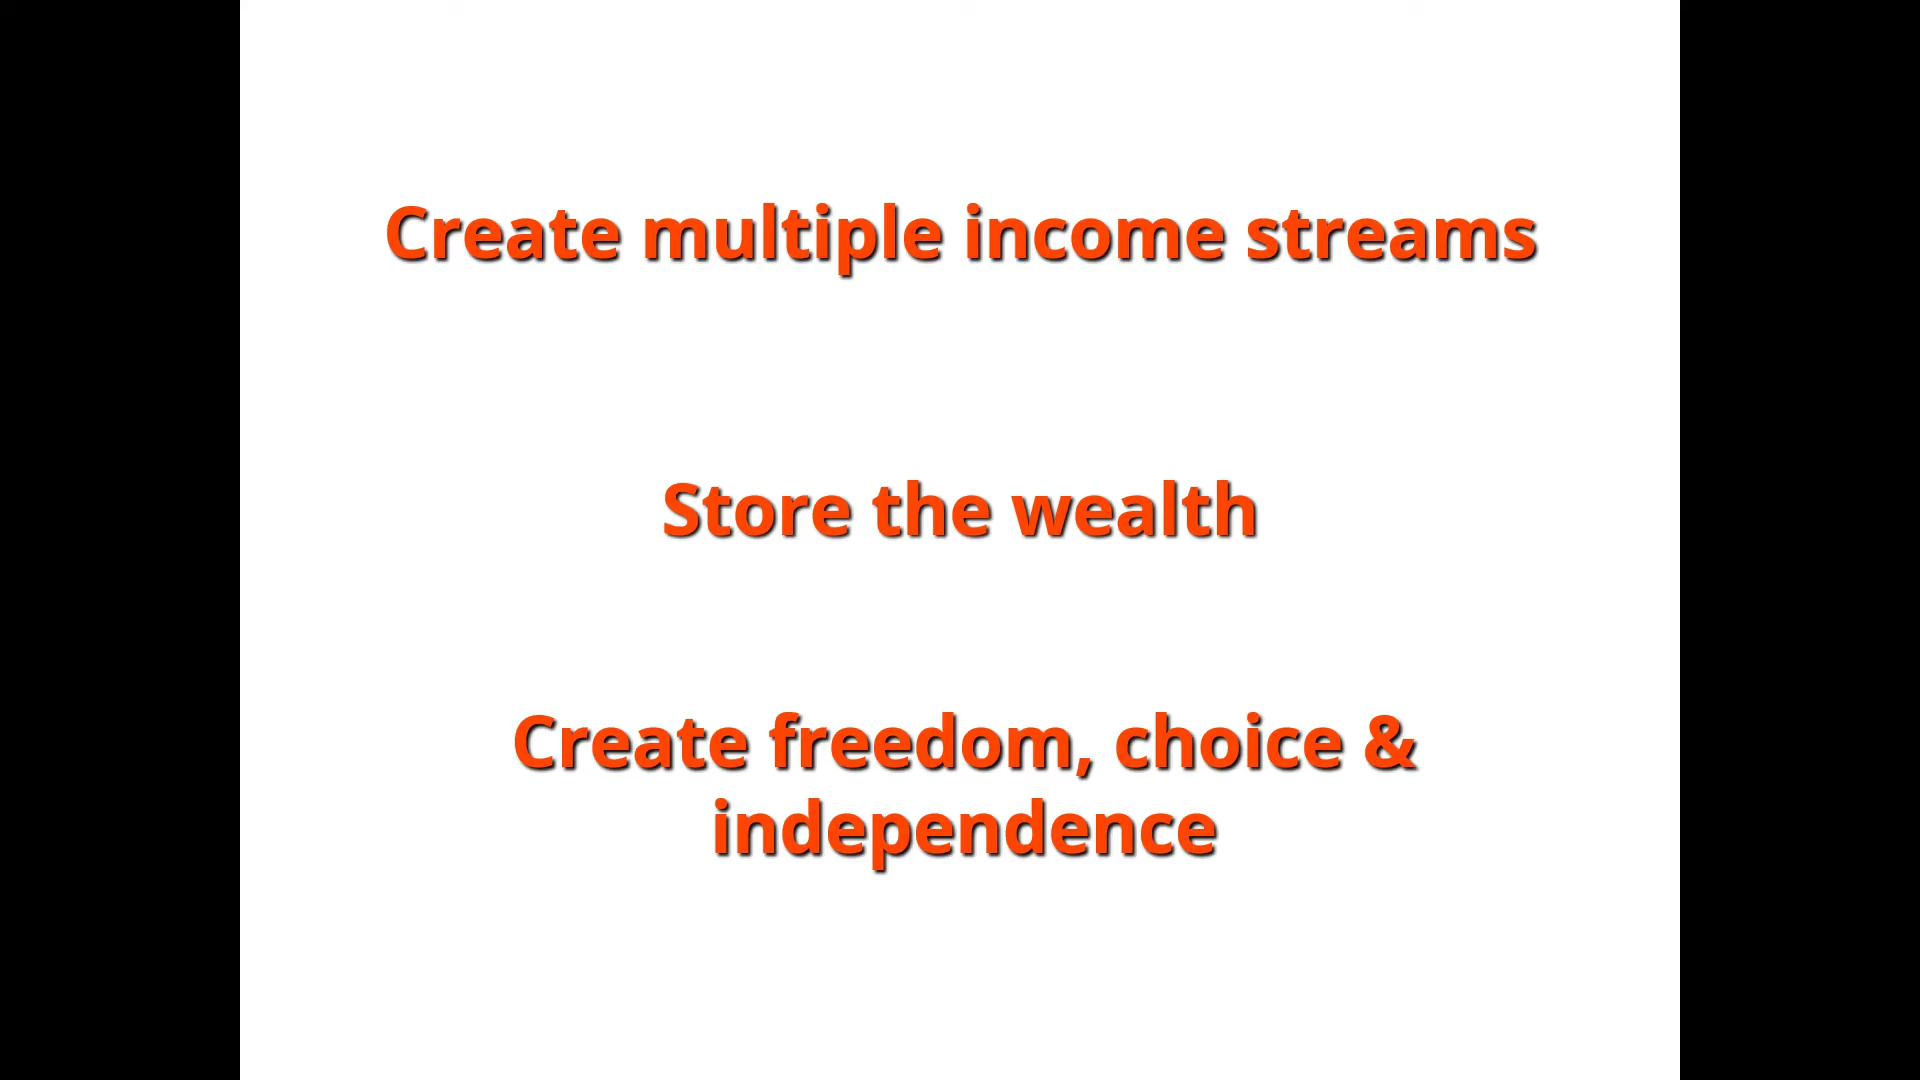 Create multiple income streams
Store the wealth
Create freedom, choice &
independence